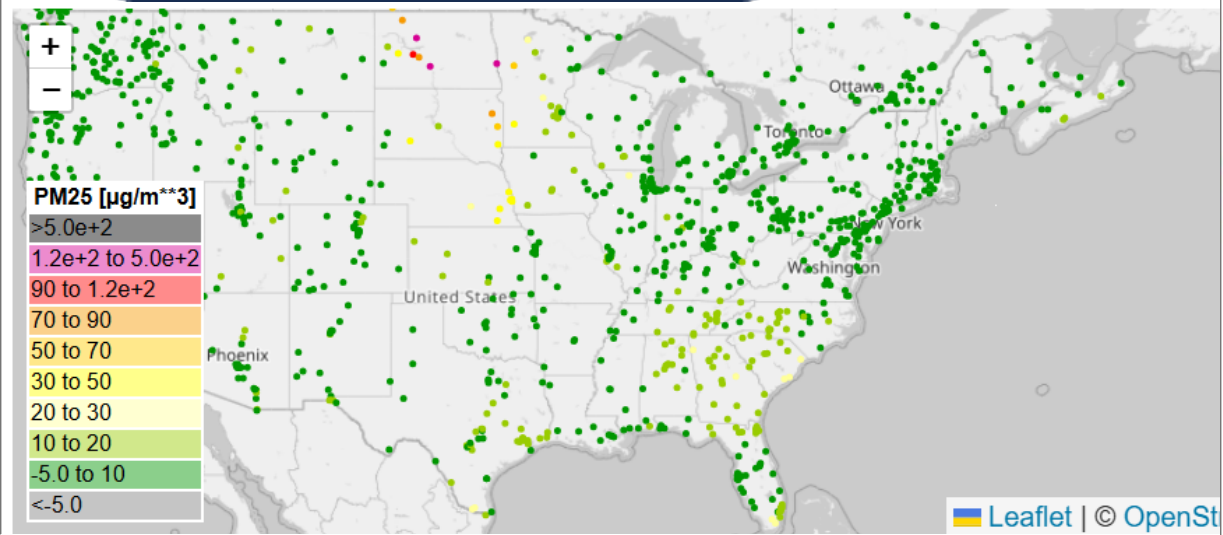 +
−
Ottawa
Toronto
PM25 [µg/m**3]
>5.0e+2
1.2e+2 to 5.0e+2
90 to 1.2e+2
70 to 90
50 to 70
30 to 50
20 to 30
10 to 20
-5.0 to 10
<-5.0
New York
Washington
United States
Phoenix
Leaflet | © OpenSt